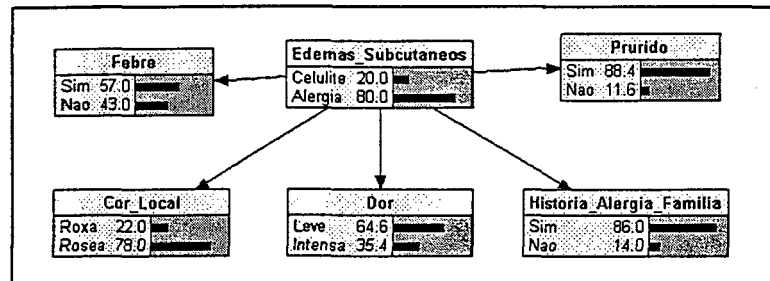 Febre
Sim 57.0
Nao 43.0
Edemas_Subcutaneos
Celulite 20.0
Alergia 80.0
Prurido
Sim 88.4
Nao 11.6
Cor_Local
Roxa 22.0
Rosea 78.0
Dor
Leve 64.6
Intensa 35.4
Historia_Alergia_Familia
Sim 86.0
Nao 14.0